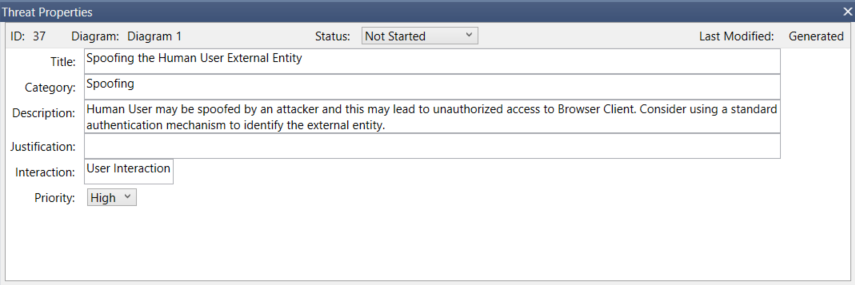 Threat Properties
ID: 37 Diagram: Diagram 1 Status: Not Started Last Modified: Generated
Title: Spoofing the Human User External Entity
Category: Spoofing
Description: Human User may be spoofed by an attacker and this may lead to unauthorized access to Browser Client. Consider using a standard
authentication mechanism to identify the external entity.
Justification:
Interaction: User Interaction
Priority: High